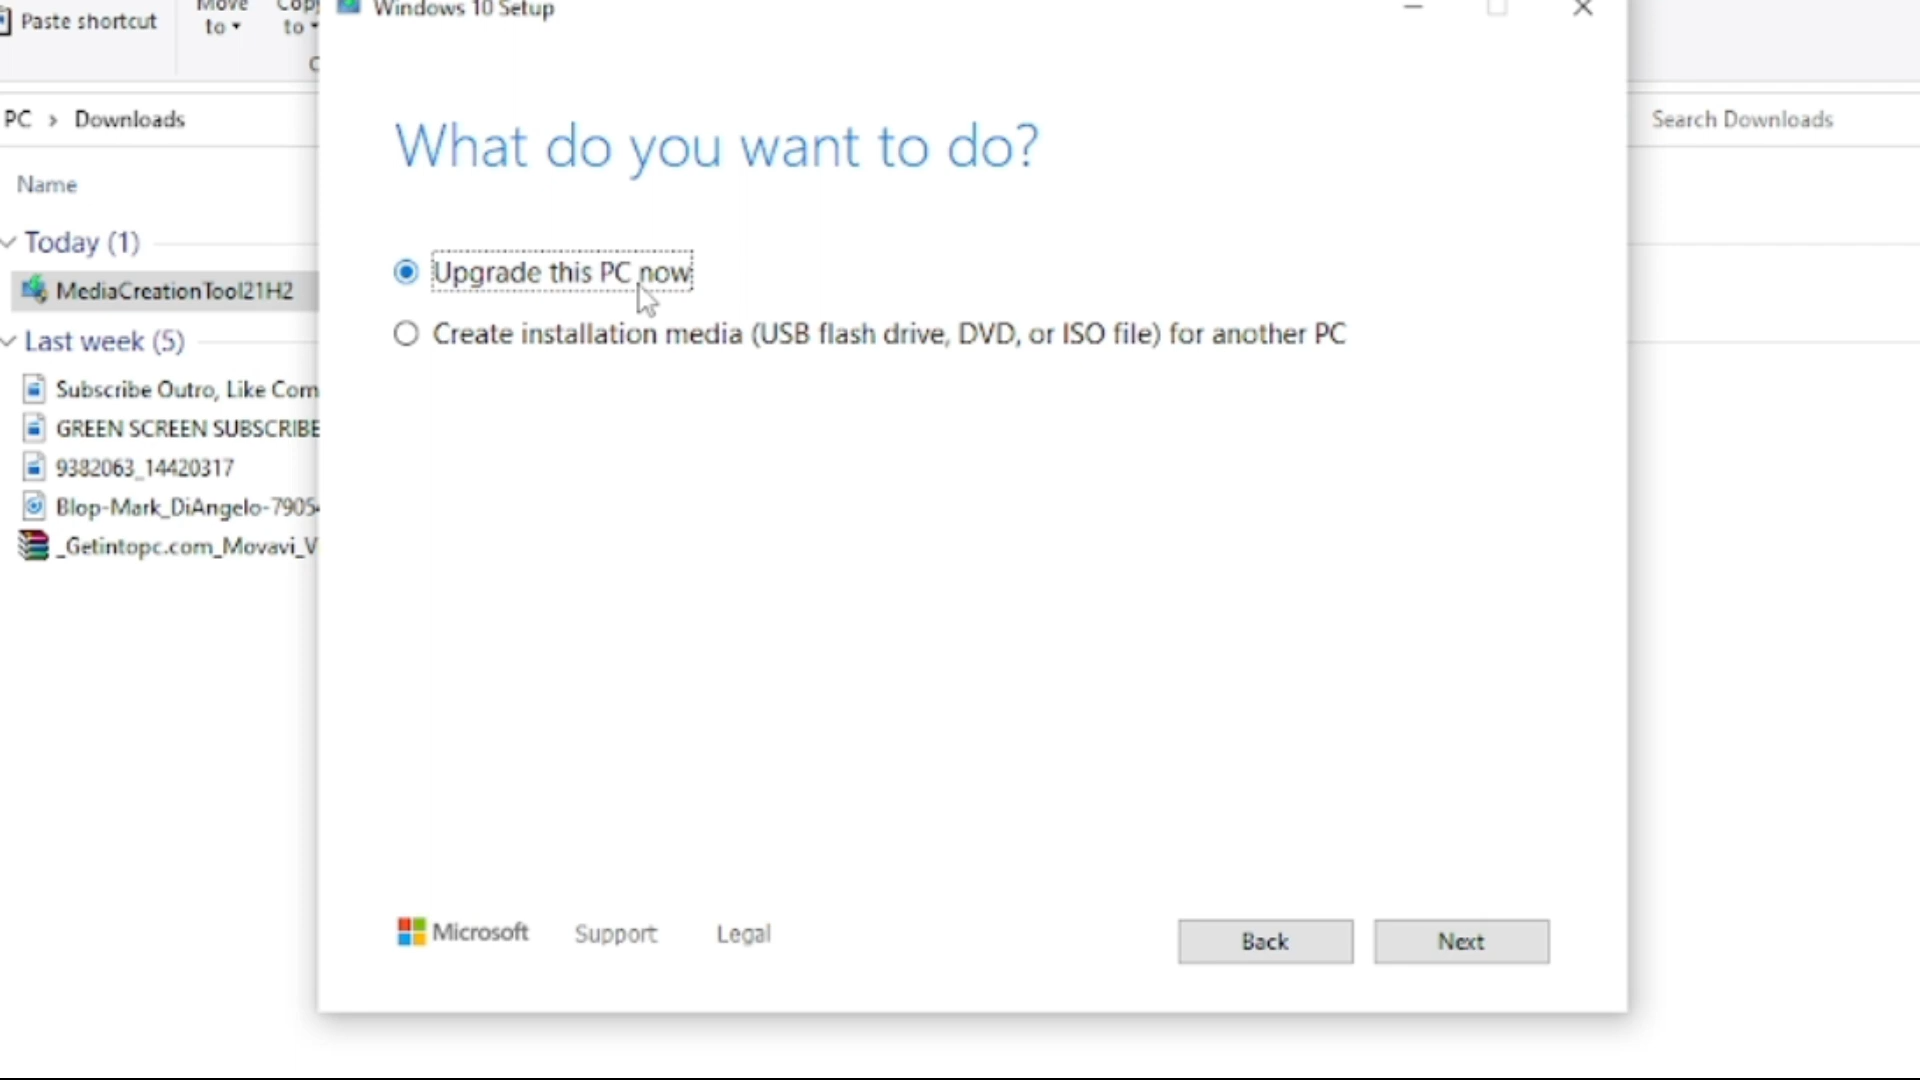 Paste shortcut
Move
to
Copy
to
Windows 10 Setup
PC > Downloads
Search Downloads
Name
Today (1)
MediaCreationTool21H2
Last week (5)
Subscribe Outro, Like Com
GREEN SCREEN SUBSCRIBE
9382063_14420317
Blop-Mark_DiAngelo-7905
_Getintopc.com_Movavi_V
What do you want to do?
Upgrade this PC now
Create installation media (USB flash drive, DVD, or ISO file) for another PC
Microsoft
Support
Legal
Back
Next